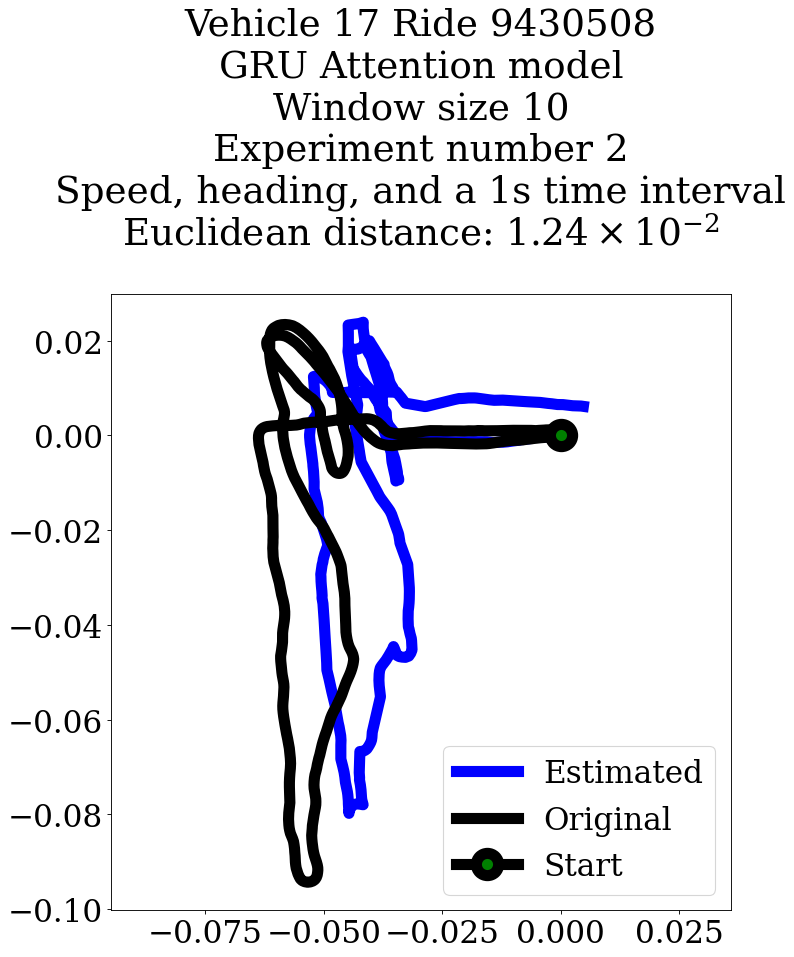 Vehicle 17 Ride 9430508
GRU Attention model
Window size 10
Experiment number 2
Speed, heading, and a 1s time interval
Euclidean distance: 1.24 × 10⁻²
0.02
0.00
−0.02
−0.04
−0.06
−0.08
−0.10
−0.075 −0.050 −0.025 0.000 0.025
Estimated
Original
Start